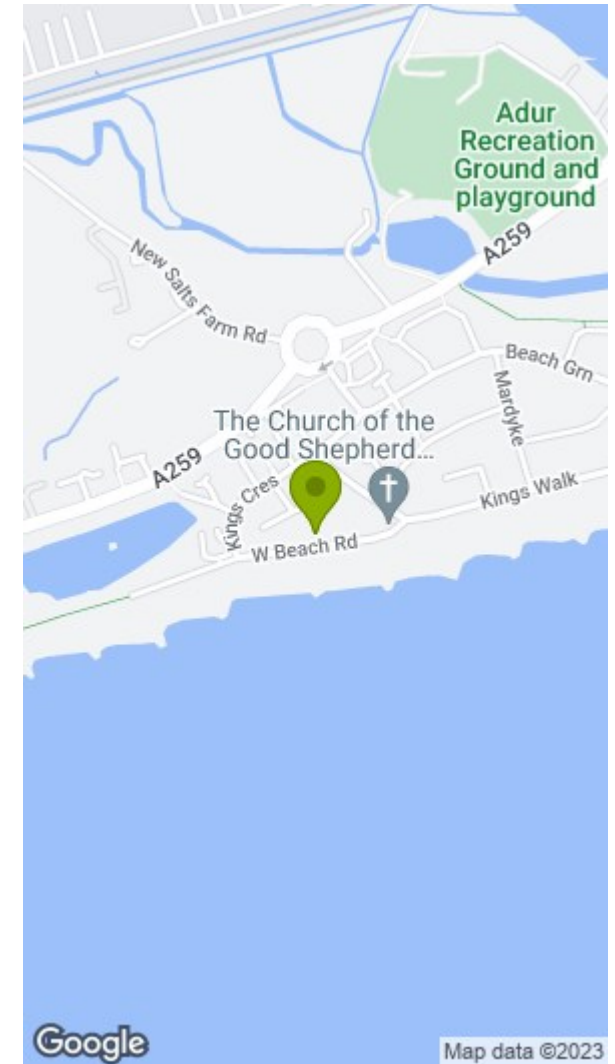 Adur
Recreation
Ground and
playground
A259
New Salts Farm Rd
Beach Grn
Mardyke
The Church of the
Good Shepherd...
A259
Kings Cres
Kings Walk
W Beach Rd
Google
Map data ©2023